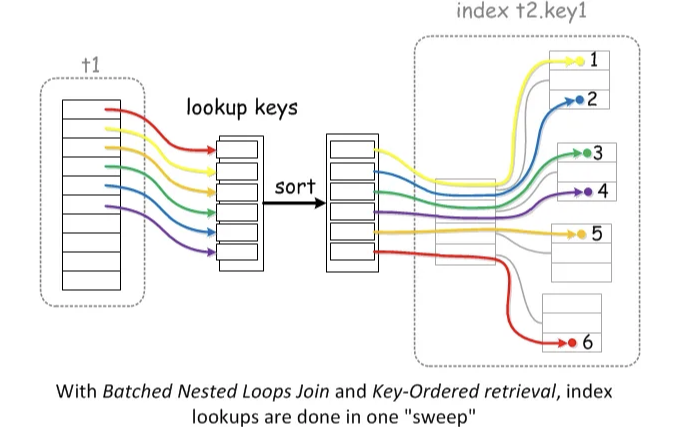 index t2.key1
t1
lookup keys
sort
1
2
3
4
5
6
With Batched Nested Loops Join and Key-Ordered retrieval, index
lookups are done in one "sweep"